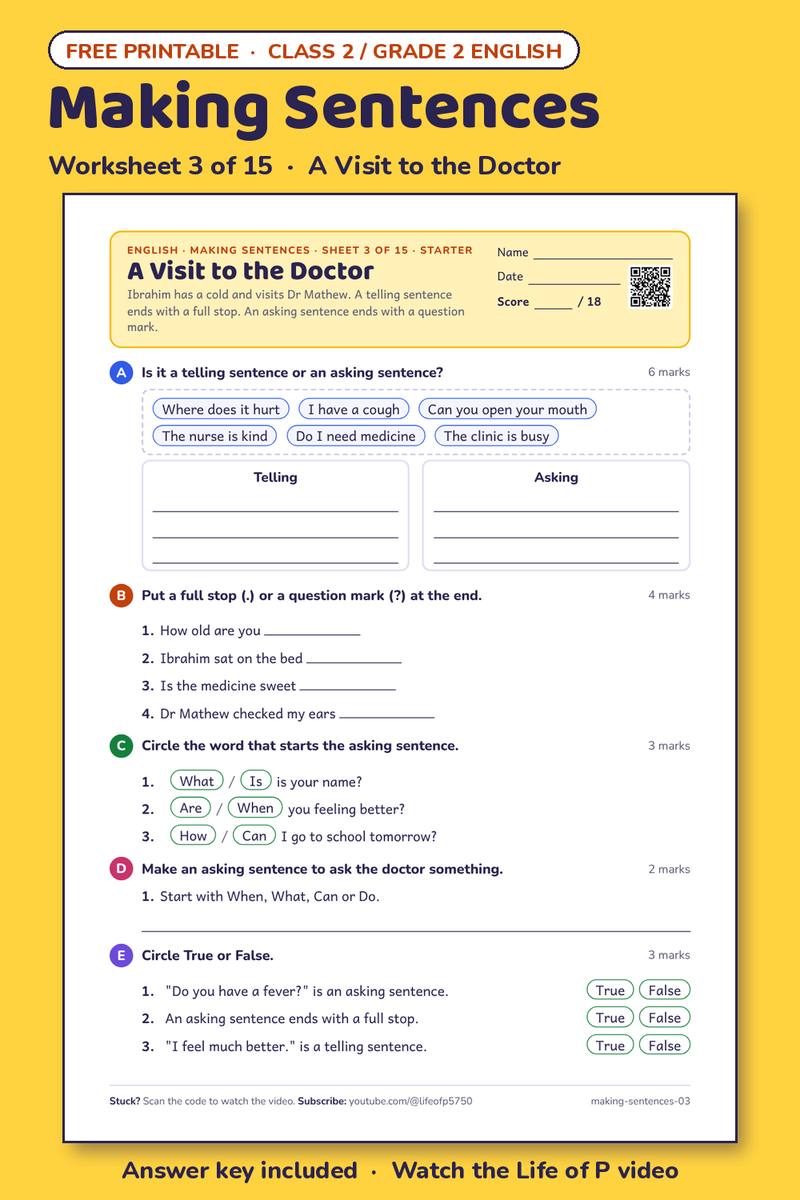 FREE PRINTABLE · CLASS 2 / GRADE 2 ENGLISH
Making Sentences
Worksheet 3 of 15 · A Visit to the Doctor
ENGLISH · MAKING SENTENCES · SHEET 3 OF 15 · STARTER
A Visit to the Doctor
Ibrahim has a cold and visits Dr Mathew. A telling sentence
ends with a full stop. An asking sentence ends with a question
mark.
Name
Date
Score / 18
A Is it a telling sentence or an asking sentence? 6 marks
Where does it hurt I have a cough Can you open your mouth
The nurse is kind Do I need medicine The clinic is busy
Telling Asking
B Put a full stop (.) or a question mark (?) at the end. 4 marks
1. How old are you
2. Ibrahim sat on the bed
3. Is the medicine sweet
4. Dr Mathew checked my ears
C Circle the word that starts the asking sentence. 3 marks
1. What / Is is your name?
2. Are / When you feeling better?
3. How / Can I go to school tomorrow?
D Make an asking sentence to ask the doctor something. 2 marks
1. Start with When, What, Can or Do.
E Circle True or False. 3 marks
1. "Do you have a fever?" is an asking sentence. True False
2. An asking sentence ends with a full stop. True False
3. "I feel much better." is a telling sentence. True False
Stuck? Scan the code to watch the video. Subscribe: youtube.com/@lifeofp5750 making-sentences-03
Answer key included · Watch the Life of P video